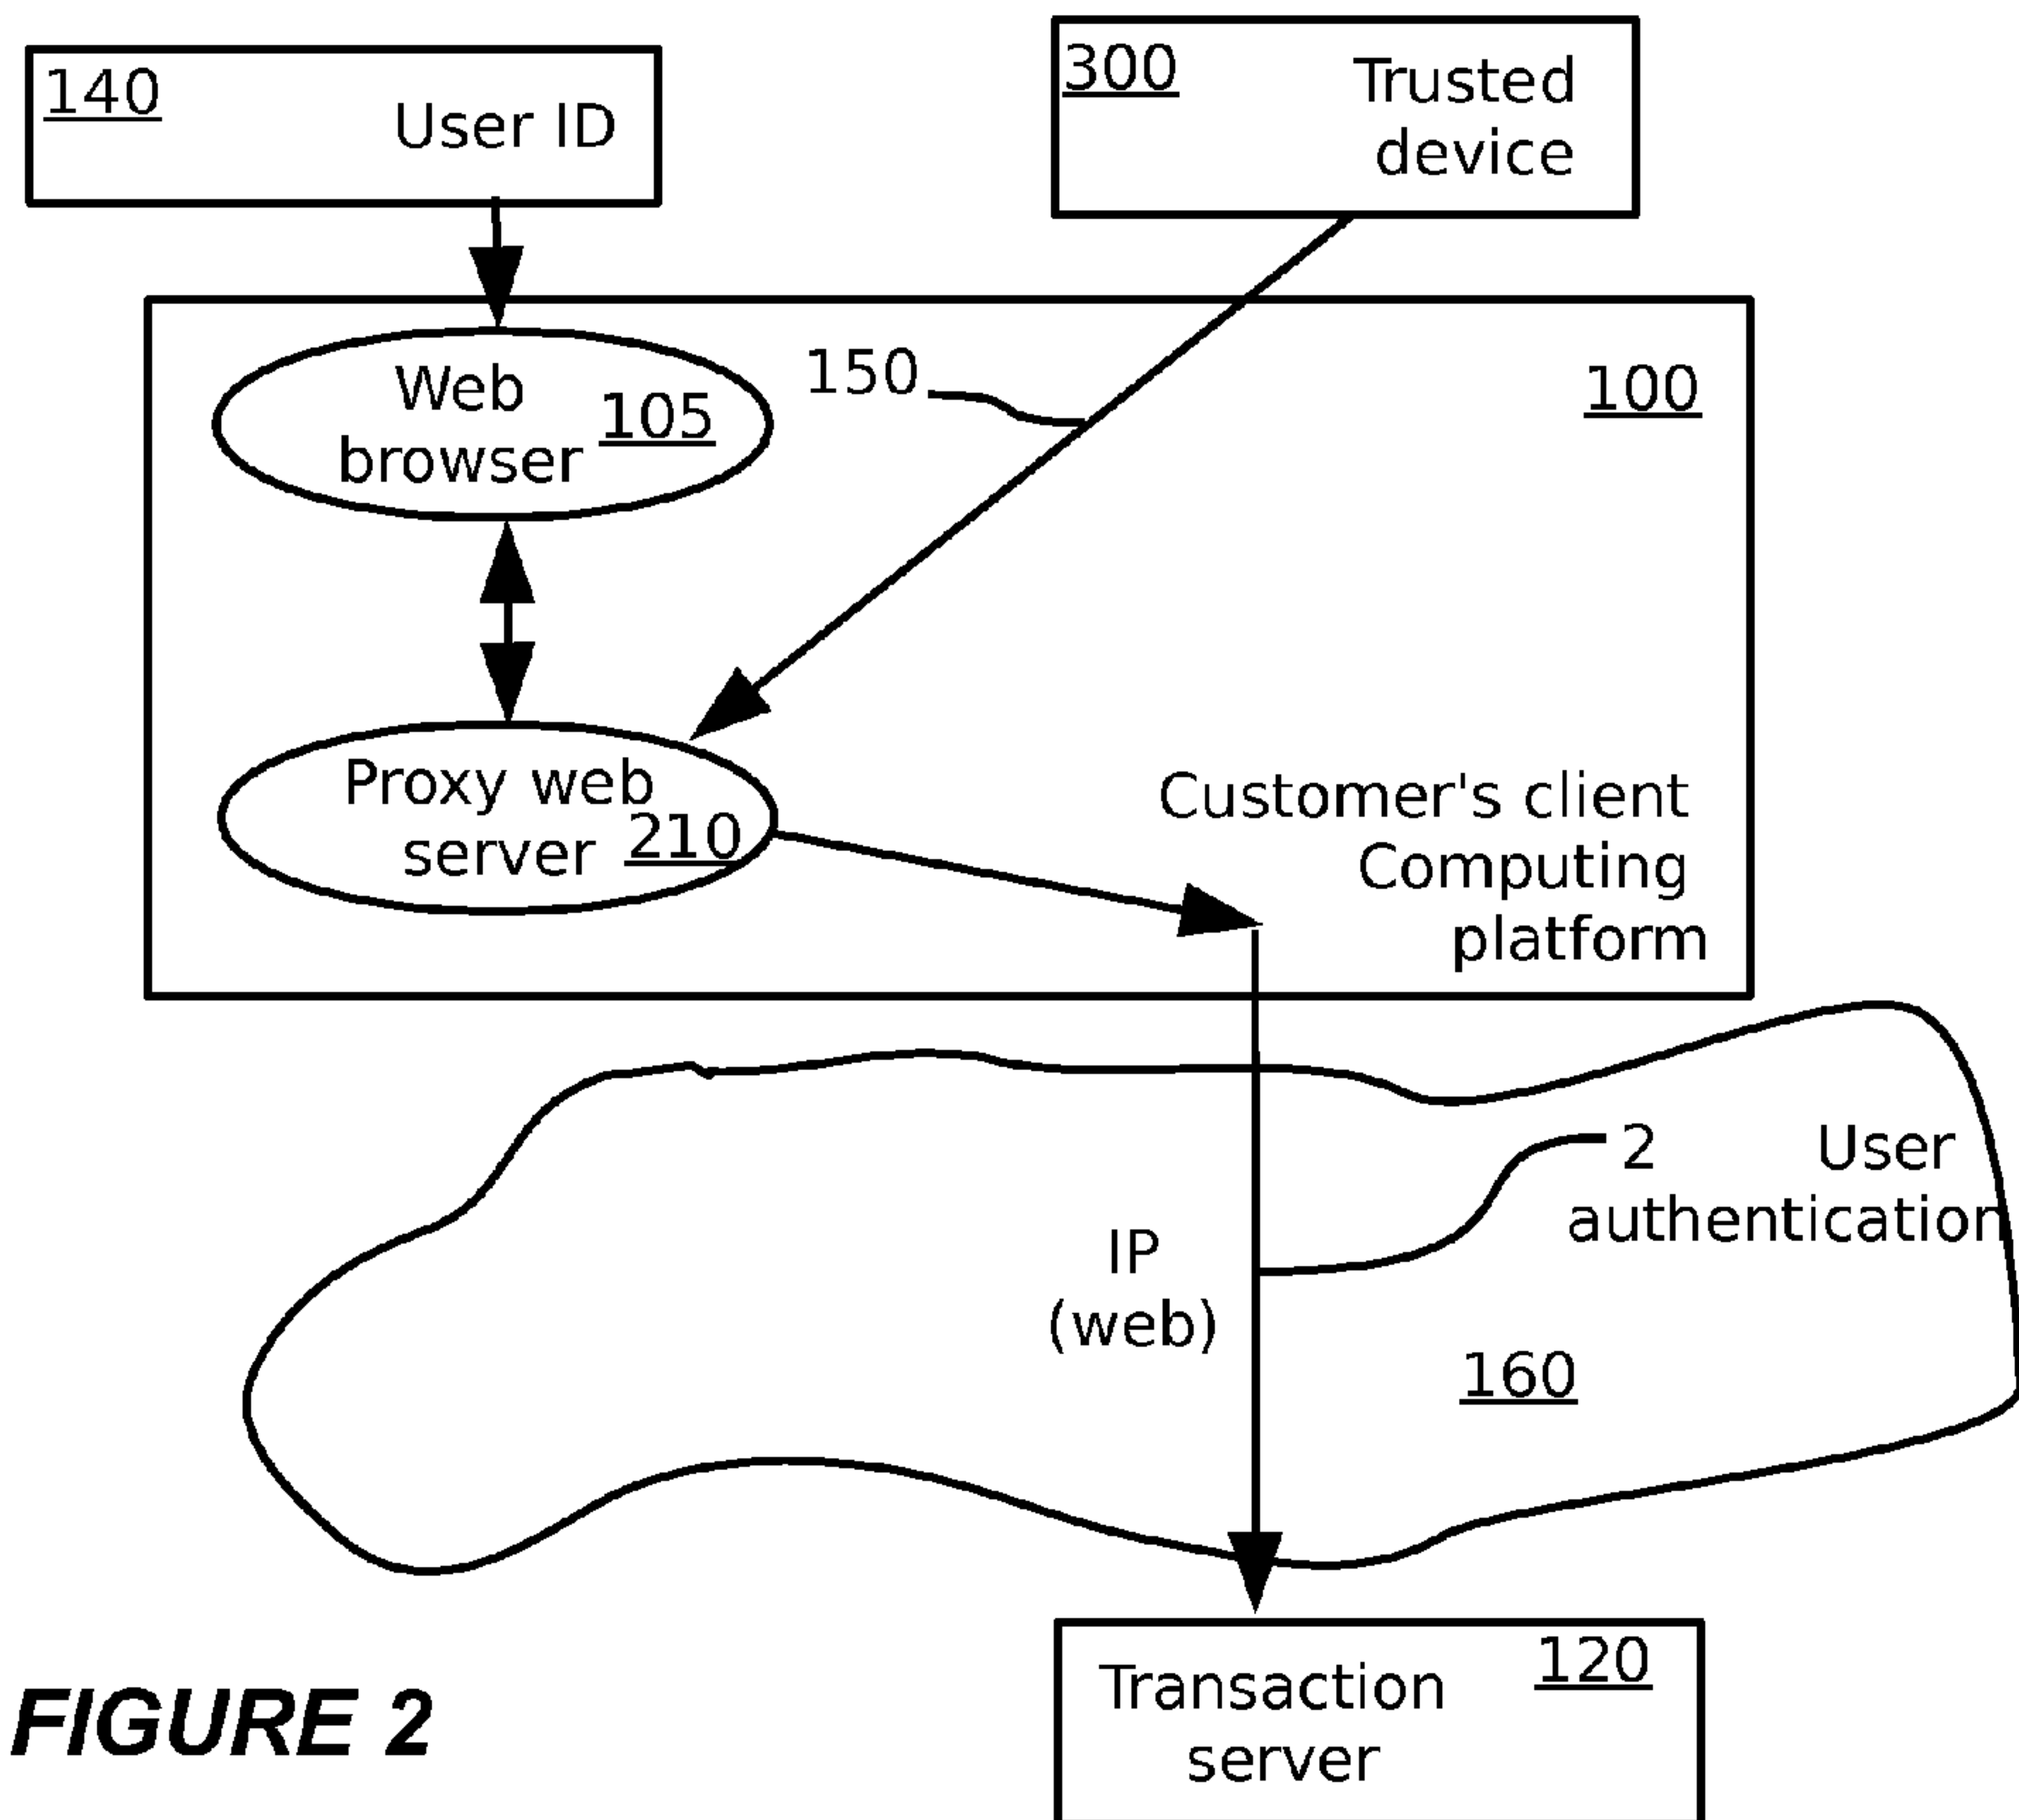 140
User ID
300
Trusted
device
Web
browser
105
150
100
Proxy web
server
210
Customer's client
Computing
platform
2
User
authentication
IP
(web)
160
120
Transaction
server
FIGURE 2